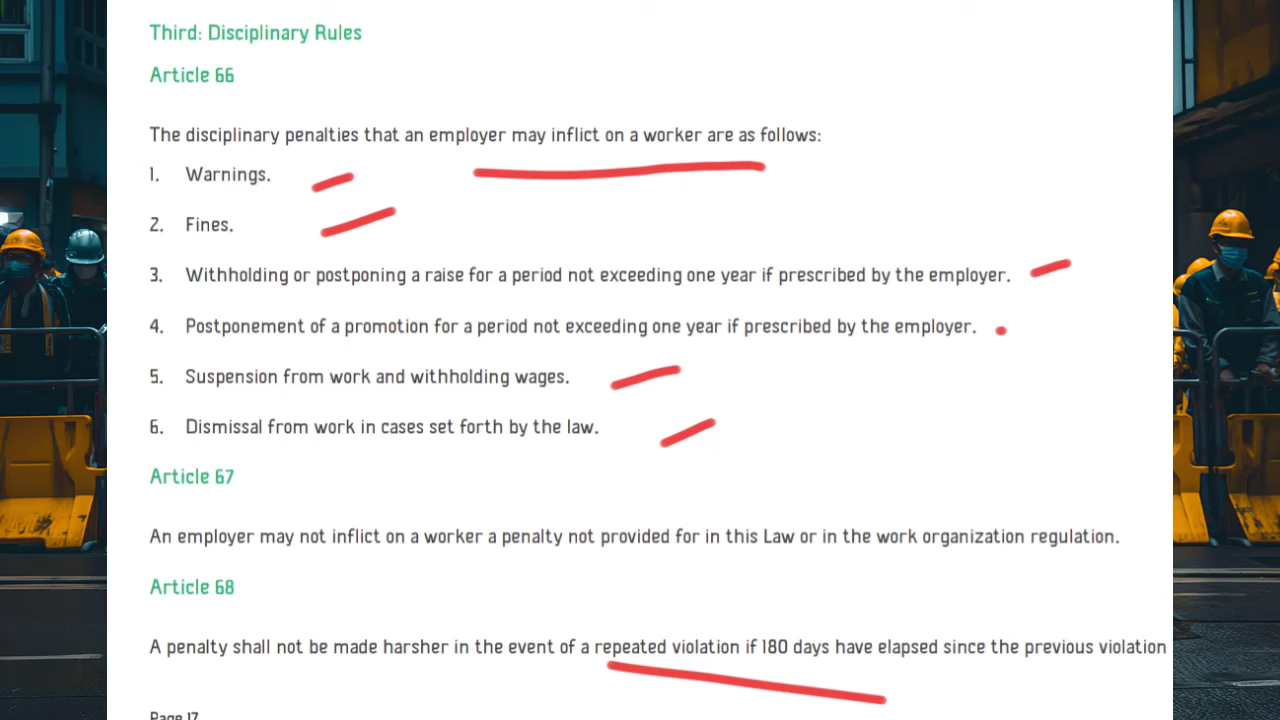 Third: Disciplinary Rules
Article 66
The disciplinary penalties that an employer may inflict on a worker are as follows:
1. Warnings.
2. Fines.
3. Withholding or postponing a raise for a period not exceeding one year if prescribed by the employer.
4. Postponement of a promotion for a period not exceeding one year if prescribed by the employer.
5. Suspension from work and withholding wages.
6. Dismissal from work in cases set forth by the law.
Article 67
An employer may not inflict on a worker a penalty not provided for in this Law or in the work organization regulation.
Article 68
A penalty shall not be made harsher in the event of a repeated violation if 180 days have elapsed since the previous violation
Page 17